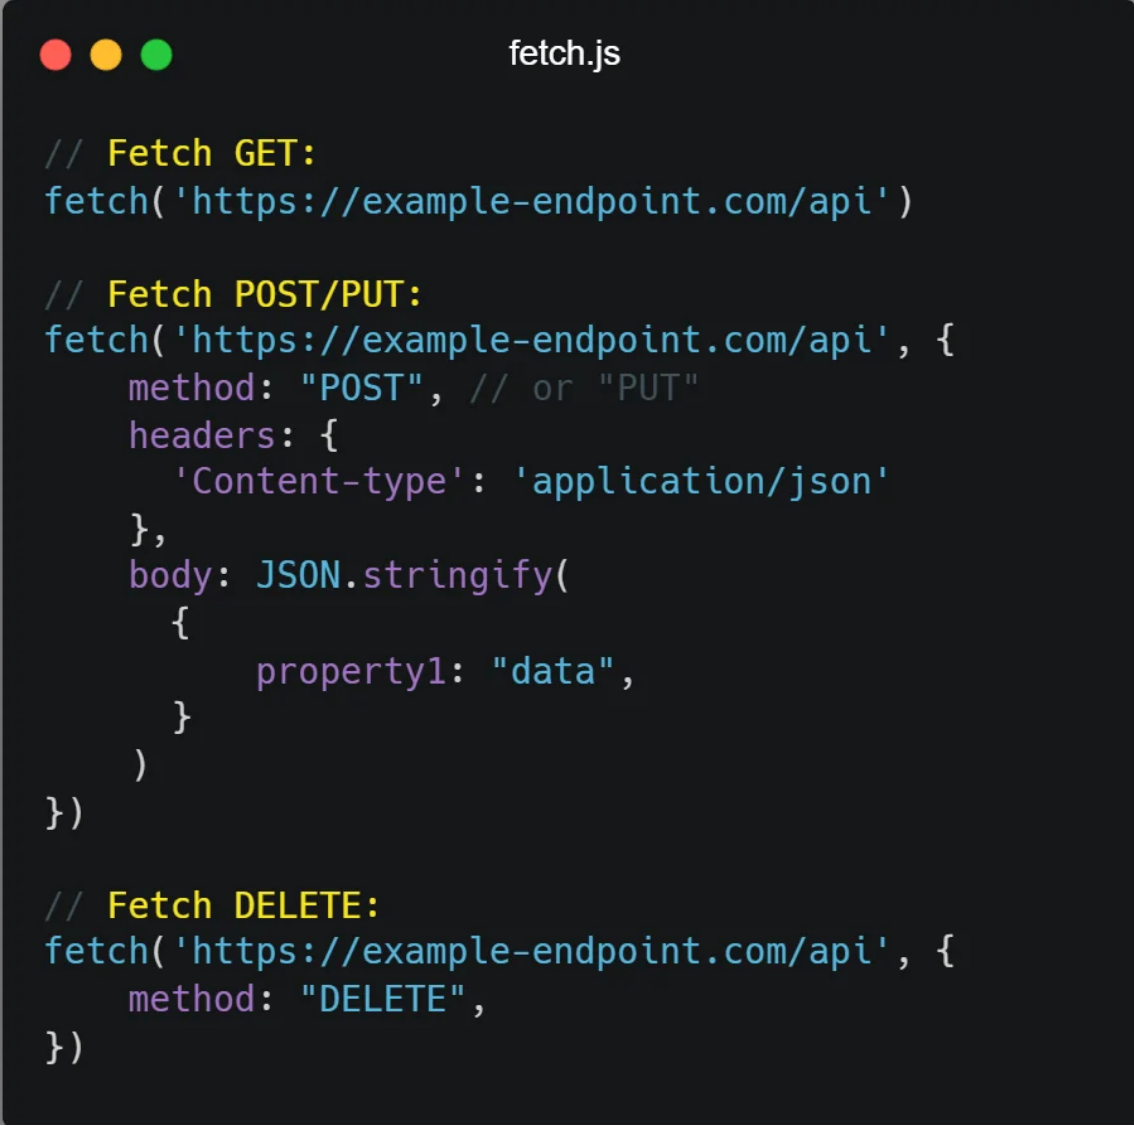 fetch.js
// Fetch GET:
fetch('https://example-endpoint.com/api')
// Fetch POST/PUT:
fetch('https://example-endpoint.com/api', {
    method: "POST", // or "PUT"
    headers: {
      'Content-type': 'application/json'
    },
    body: JSON.stringify(
      {
          property1: "data",
      }
    )
})
// Fetch DELETE:
fetch('https://example-endpoint.com/api', {
    method: "DELETE",
})